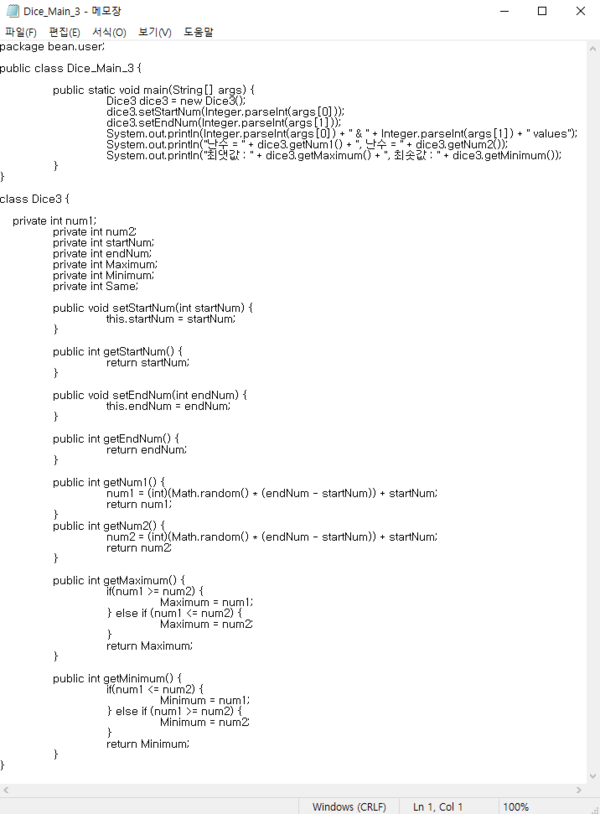 Dice_Main_3 - 메모장
파일(F) 편집(E) 서식(O) 보기(V) 도움말
package bean.user;
public class Dice_Main_3 {
public static void main(String[] args) {
Dice3 dice3 = new Dice3();
dice3.setStartNum(Integer.parseInt(args[0]));
dice3.setEndNum(Integer.parseInt(args[1]));
System.out.println(Integer.parseInt(args[0]) + " & " + Integer.parseInt(args[1]) + " values");
System.out.println("난수 = " + dice3.getNum1() + ", 난수 = " + dice3.getNum2());
System.out.println("최댓값 : " + dice3.getMaximum() + ", 최솟값 : " + dice3.getMinimum());
}
}
class Dice3 {
private int num1;
private int num2;
private int startNum;
private int endNum;
private int Maximum;
private int Minimum;
private int Same;
public void setStartNum(int startNum) {
this.startNum = startNum;
}
public int getStartNum() {
return startNum;
}
public void setEndNum(int endNum) {
this.endNum = endNum;
}
public int getEndNum() {
return endNum;
}
public int getNum1() {
num1 = (int)(Math.random() * (endNum - startNum)) + startNum;
return num1;
}
public int getNum2() {
num2 = (int)(Math.random() * (endNum - startNum)) + startNum;
return num2;
}
public int getMaximum() {
if(num1 >= num2) {
Maximum = num1;
} else if (num1 <= num2) {
Maximum = num2;
}
return Maximum;
}
public int getMinimum() {
if(num1 <= num2) {
Minimum = num1;
} else if (num1 >= num2) {
Minimum = num2;
}
return Minimum;
}
}
Windows (CRLF) Ln 1, Col 1 100%